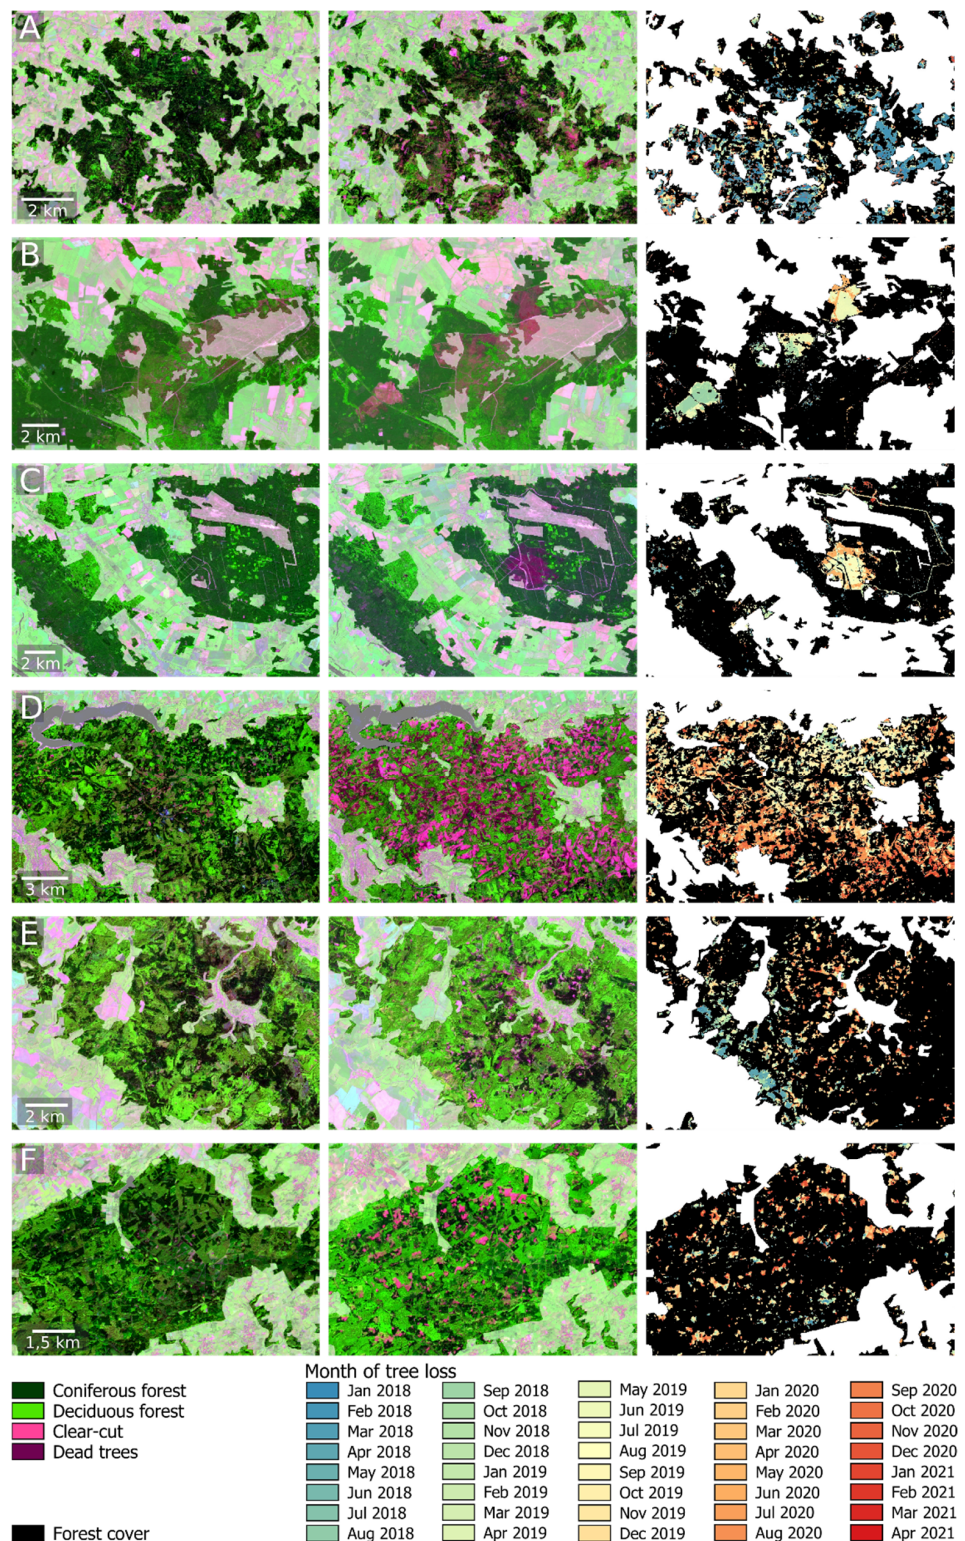 A
2 km
B
2 km
C
2 km
D
3 km
E
2 km
F
1,5 km
Coniferous forest
Deciduous forest
Clear-cut
Dead trees
Forest cover
Month of tree loss
Jan 2018
Feb 2018
Mar 2018
Apr 2018
May 2018
Jun 2018
Jul 2018
Aug 2018
Sep 2018
Oct 2018
Nov 2018
Dec 2018
Jan 2019
Feb 2019
Mar 2019
Apr 2019
May 2019
Jun 2019
Jul 2019
Aug 2019
Sep 2019
Oct 2019
Nov 2019
Dec 2019
Jan 2020
Feb 2020
Mar 2020
Apr 2020
May 2020
Jun 2020
Jul 2020
Aug 2020
Sep 2020
Oct 2020
Nov 2020
Dec 2020
Jan 2021
Feb 2021
Mar 2021
Apr 2021